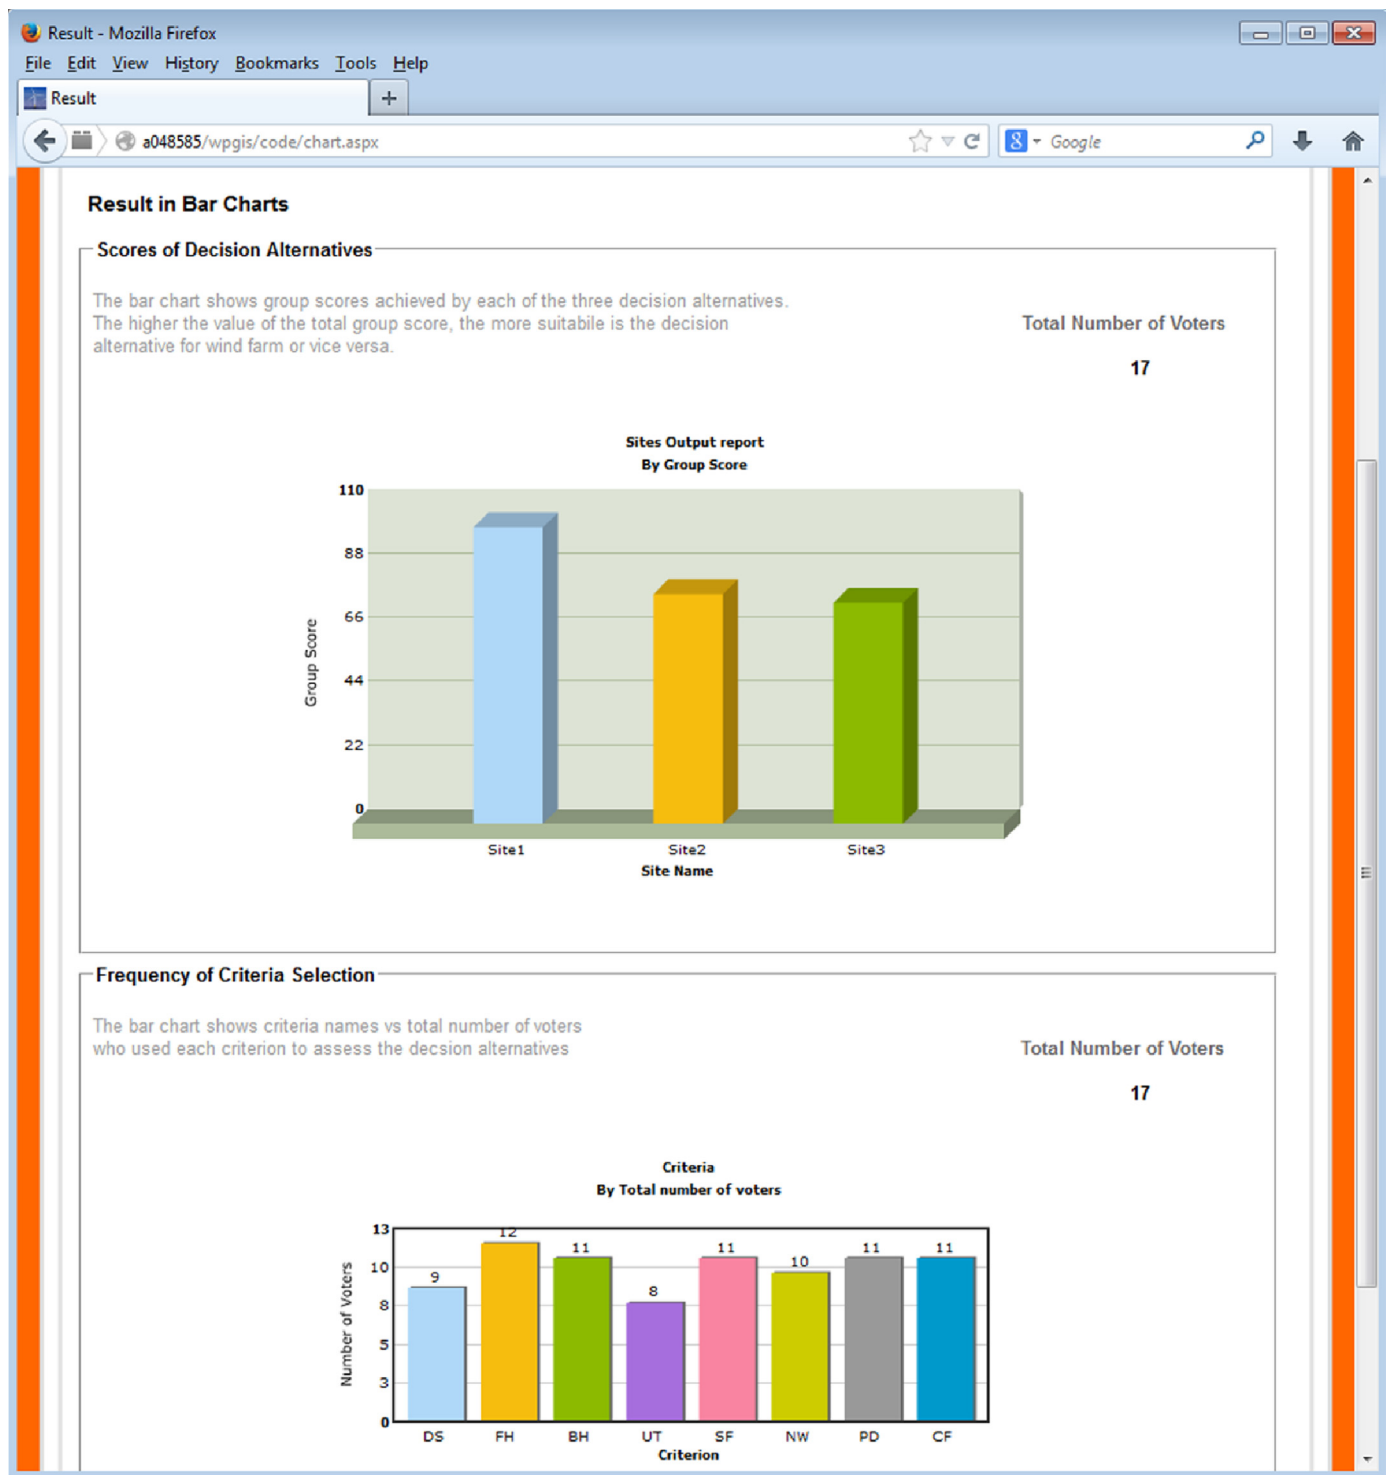 Result - Mozilla Firefox
File Edit View History Bookmarks Tools Help
Result
a048585/wpgis/code/chart.aspx
8 Google
Result in Bar Charts
Scores of Decision Alternatives
The bar chart shows group scores achieved by each of the three decision alternatives.
The higher the value of the total group score, the more suitabile is the decision
alternative for wind farm or vice versa.
Total Number of Voters
17
Sites Output report
By Group Score
110
88
66
44
22
0
Group Score
Site1 Site2 Site3
Site Name
Frequency of Criteria Selection
The bar chart shows criteria names vs total number of voters
who used each criterion to assess the decsion alternatives
Total Number of Voters
17
Criteria
By Total number of voters
13
10
8
5
3
0
Number of Voters
9 12 11 8 11 10 11 11
DS FH BH UT SF NW PD CF
Criterion